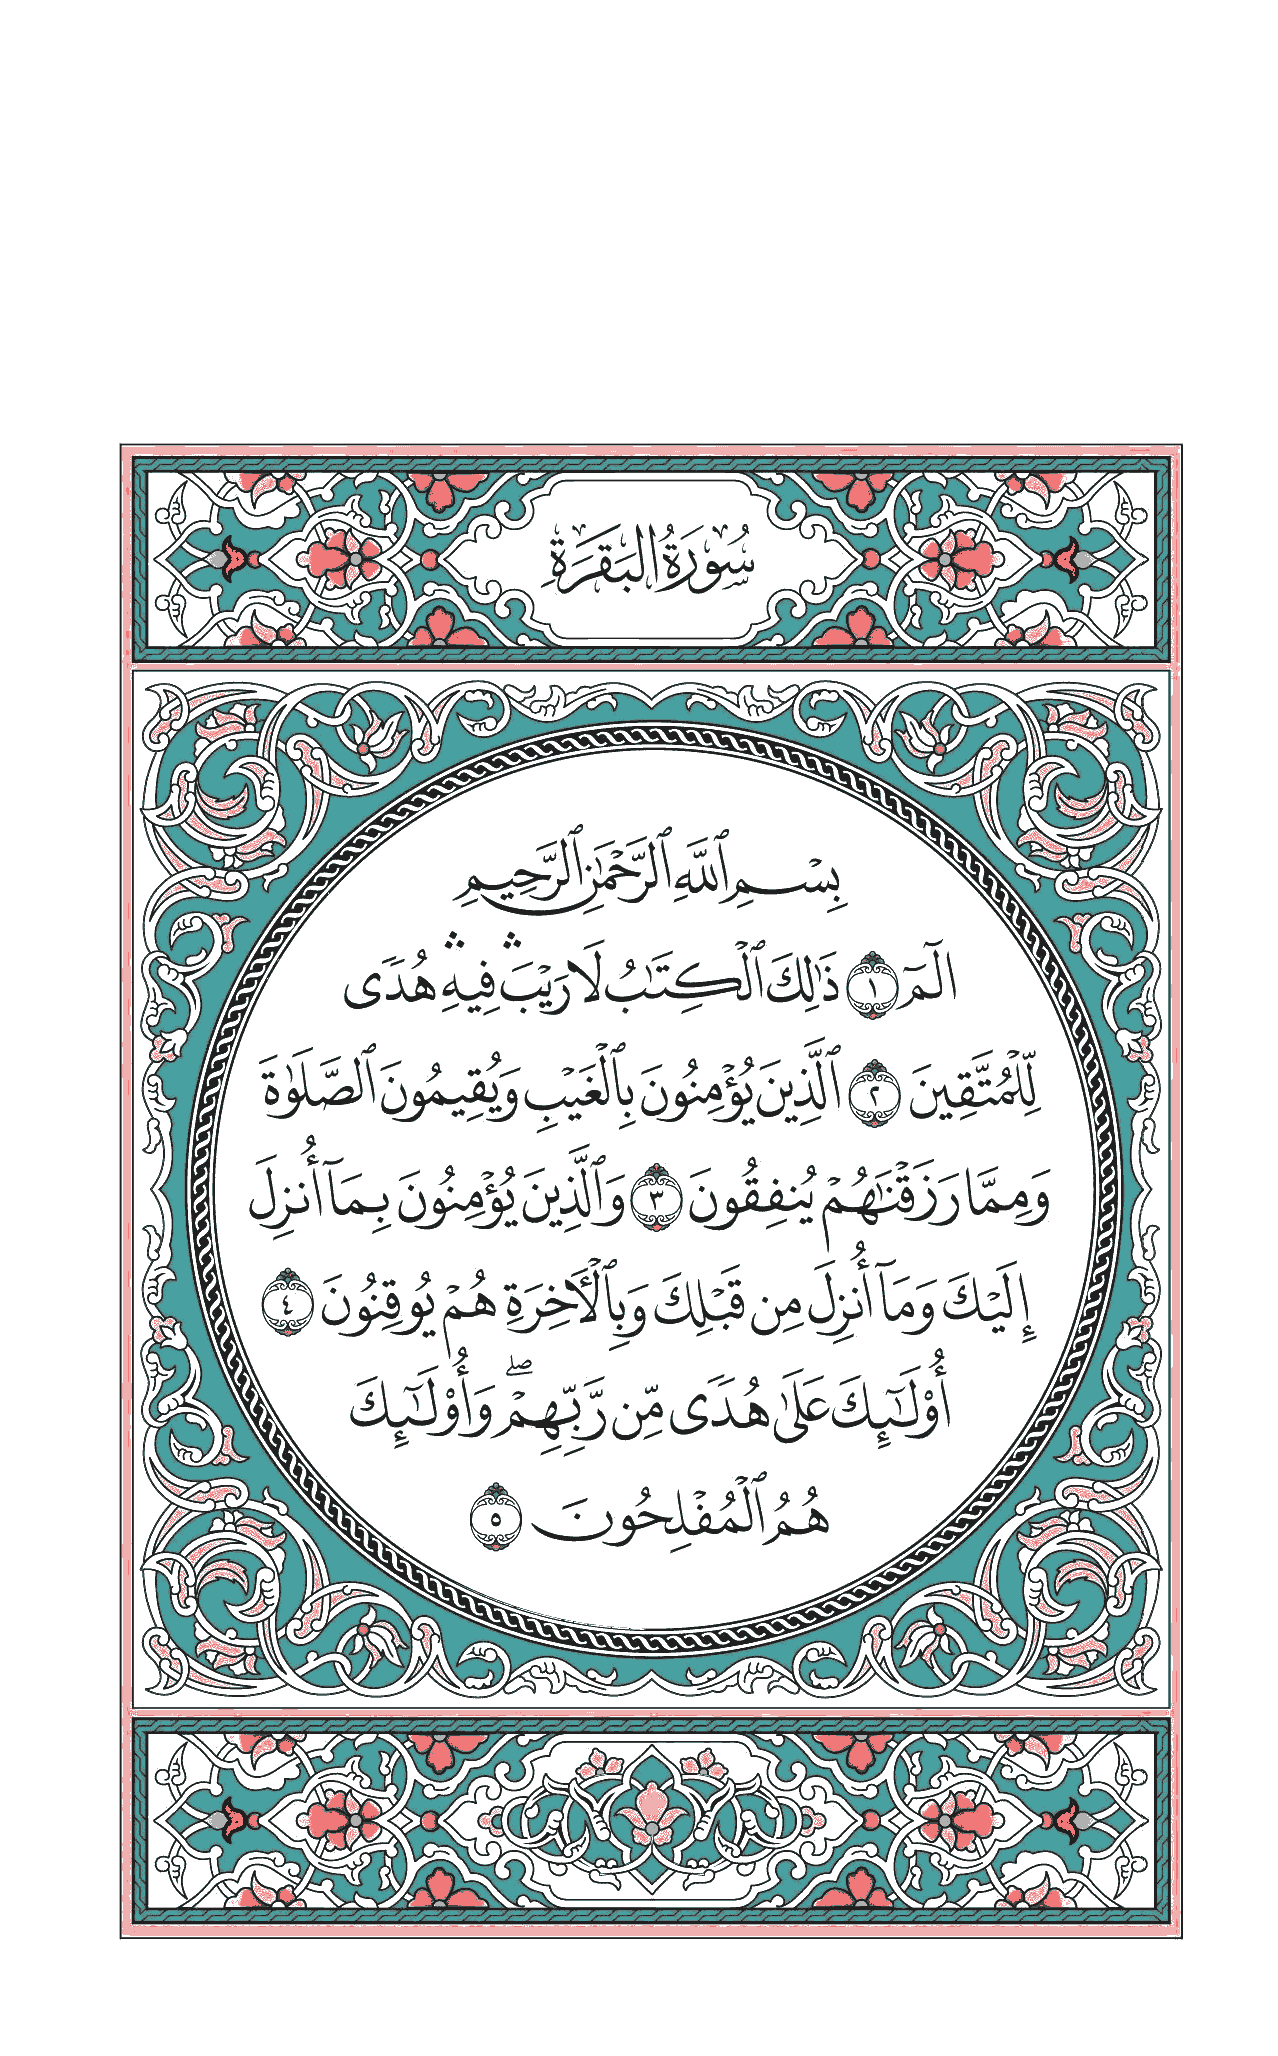 سُورَةُ البَقَرَةِ
بِسْمِ ٱللَّهِ ٱلرَّحْمَٰنِ ٱلرَّحِيمِ
الٓمٓ ١ ذَٰلِكَ ٱلْكِتَٰبُ لَا رَيْبَۛ فِيهِۛ هُدًى
لِّلْمُتَّقِينَ ٢ ٱلَّذِينَ يُؤْمِنُونَ بِٱلْغَيْبِ وَيُقِيمُونَ ٱلصَّلَوٰةَ
وَمِمَّا رَزَقْنَٰهُمْ يُنفِقُونَ ٣ وَٱلَّذِينَ يُؤْمِنُونَ بِمَآ أُنزِلَ
إِلَيْكَ وَمَآ أُنزِلَ مِن قَبْلِكَ وَبِٱلْأَخِرَةِ هُمْ يُوقِنُونَ ٤
أُوْلَٰٓئِكَ عَلَىٰ هُدًى مِّن رَّبِّهِمْۖ وَأُوْلَٰٓئِكَ
هُمُ ٱلْمُفْلِحُونَ ٥